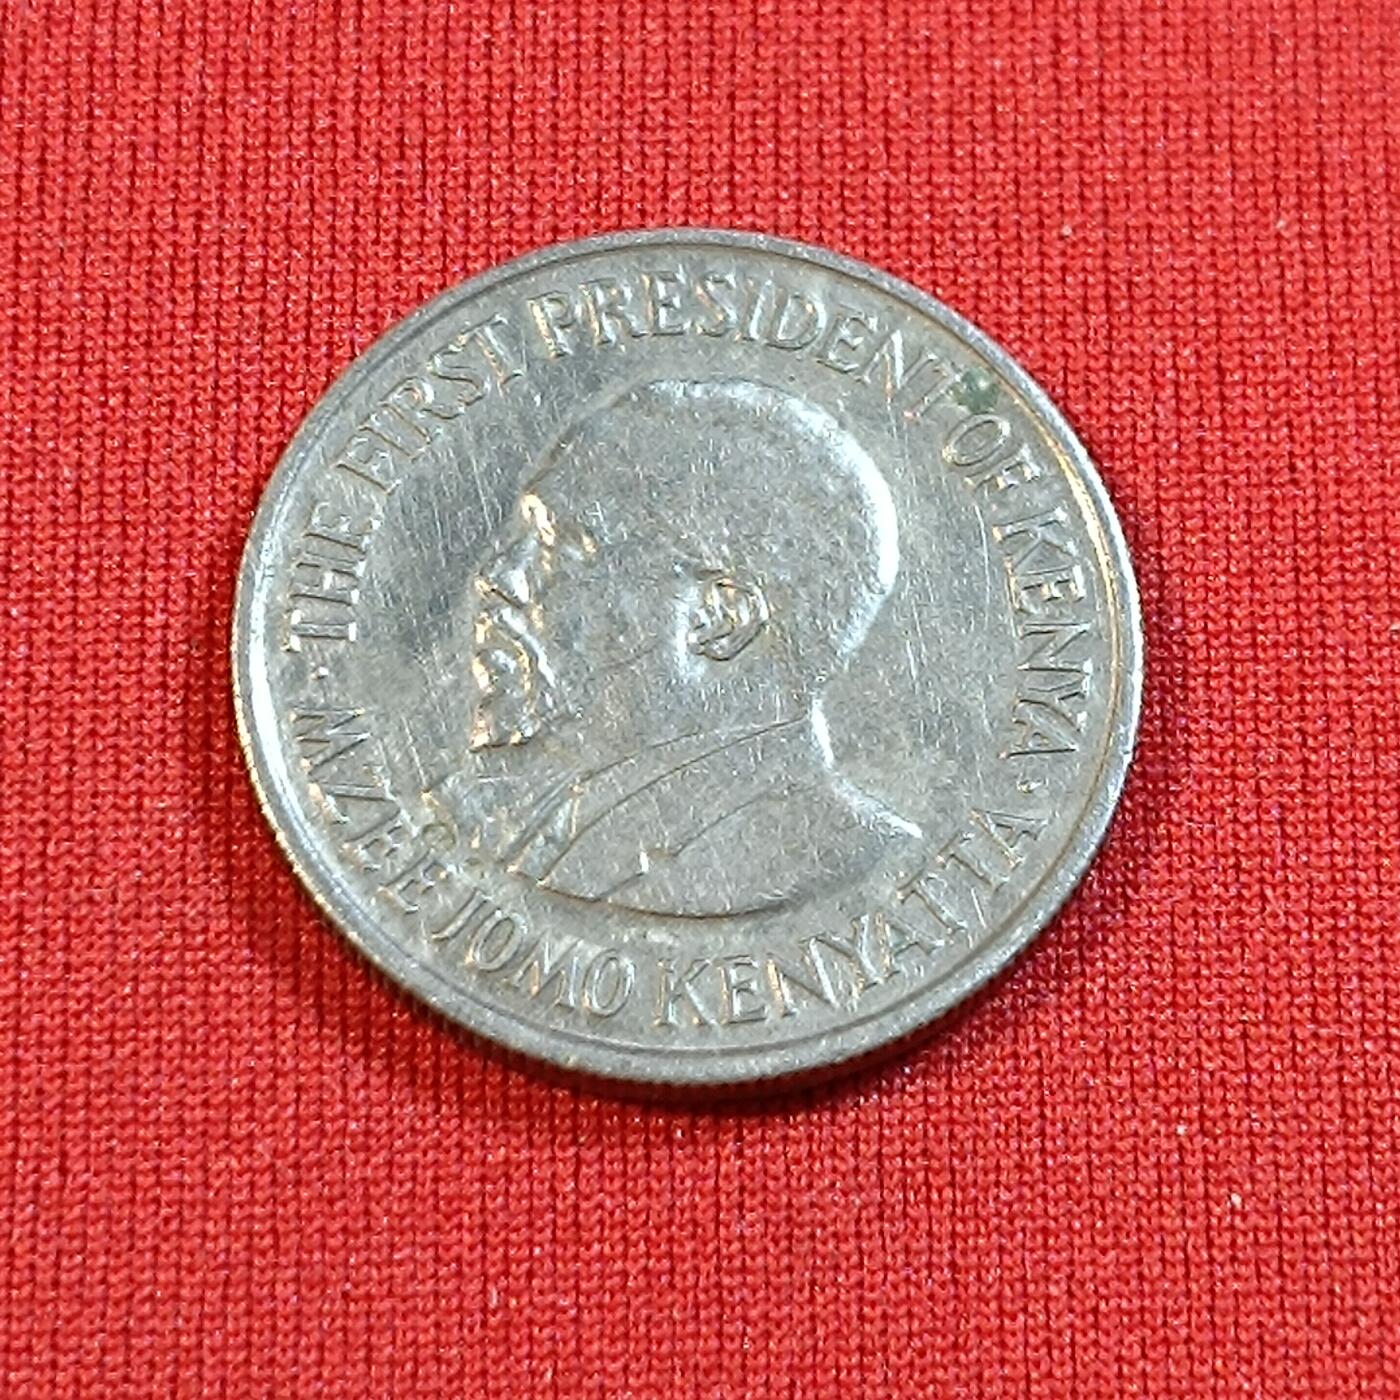 ·THE FIRST PRESIDENT OF KENYA·
MZEE JOMO KENYATTA